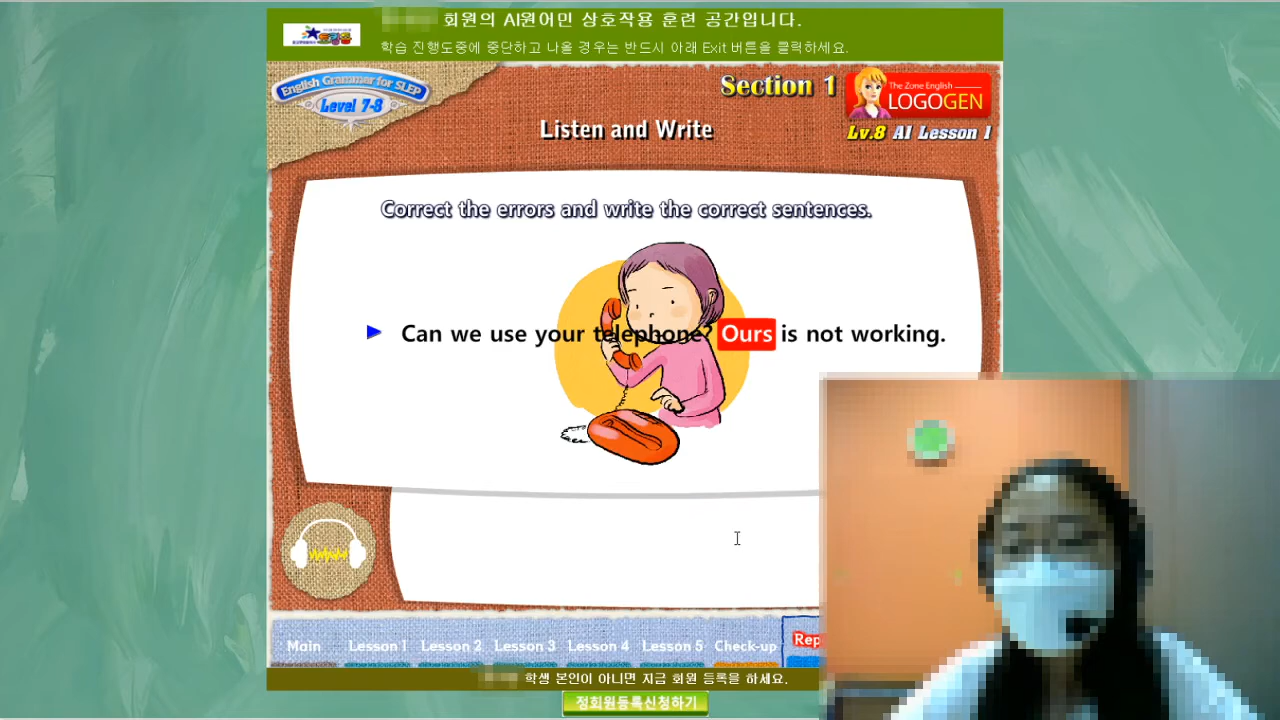 회원의 AI원어민 상호작용 훈련 공간입니다.
학습 진행도중에 중단하고 나올 경우는 반드시 아래 Exit 버튼을 클릭하세요.
English Grammar for SLEP
Level 7-8
Section 1
The Zone English
LOGOGEN
Lv.8 AI Lesson 1
Listen and Write
Correct the errors and write the correct sentences.
Can we use your telephone? Ours is not working.
Main Lesson 1 Lesson 2 Lesson 3 Lesson 4 Lesson 5 Check-up Rep
학생 본인이 아니면 지금 회원 등록을 하세요.
정회원등록신청하기